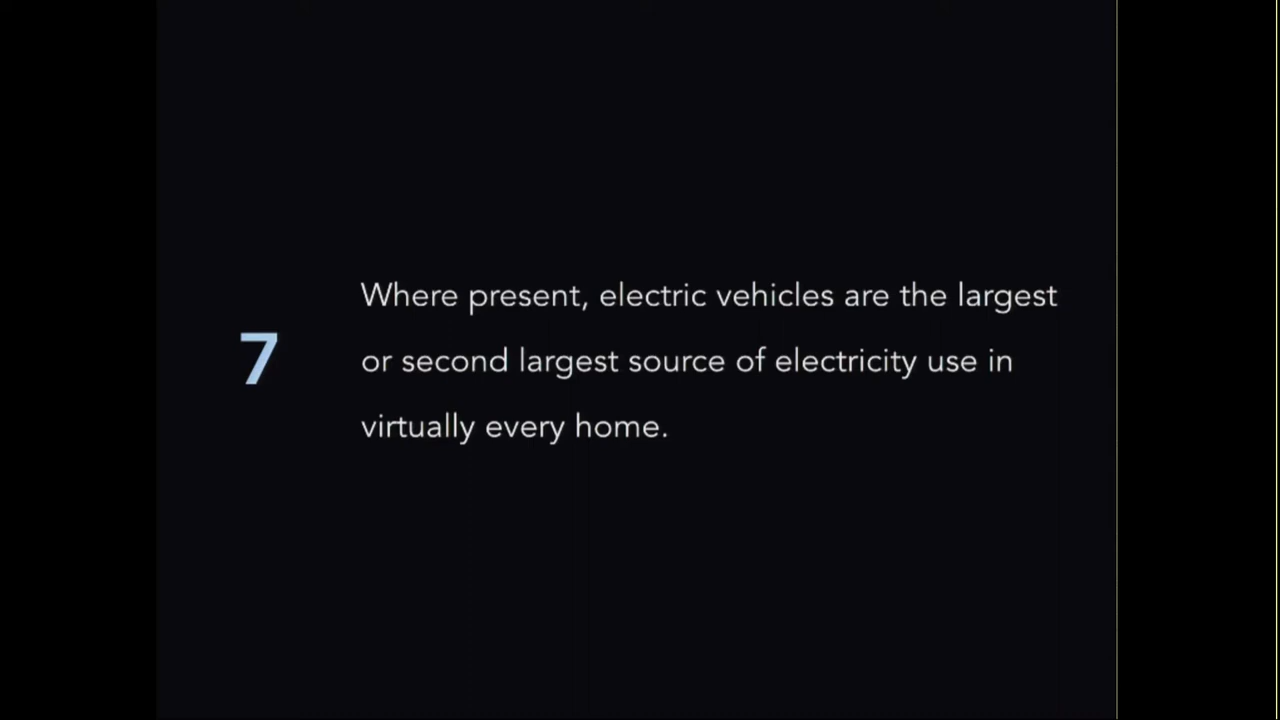 7
Where present, electric vehicles are the largest
or second largest source of electricity use in
virtually every home.